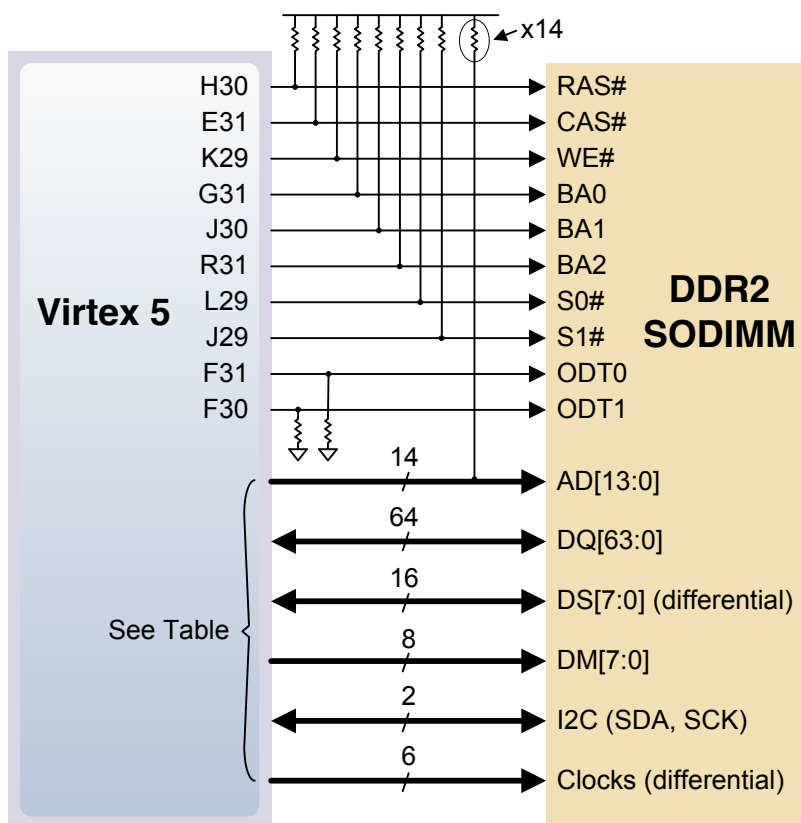 x14
H30 RAS#
E31 CAS#
K29 WE#
G31 BA0
J30 BA1
R31 BA2
L29 S0#
J29 S1#
F31 ODT0
F30 ODT1
Virtex 5
DDR2
SODIMM
14 AD[13:0]
64 DQ[63:0]
16 DS[7:0] (differential)
See Table
8 DM[7:0]
2 I2C (SDA, SCK)
6 Clocks (differential)